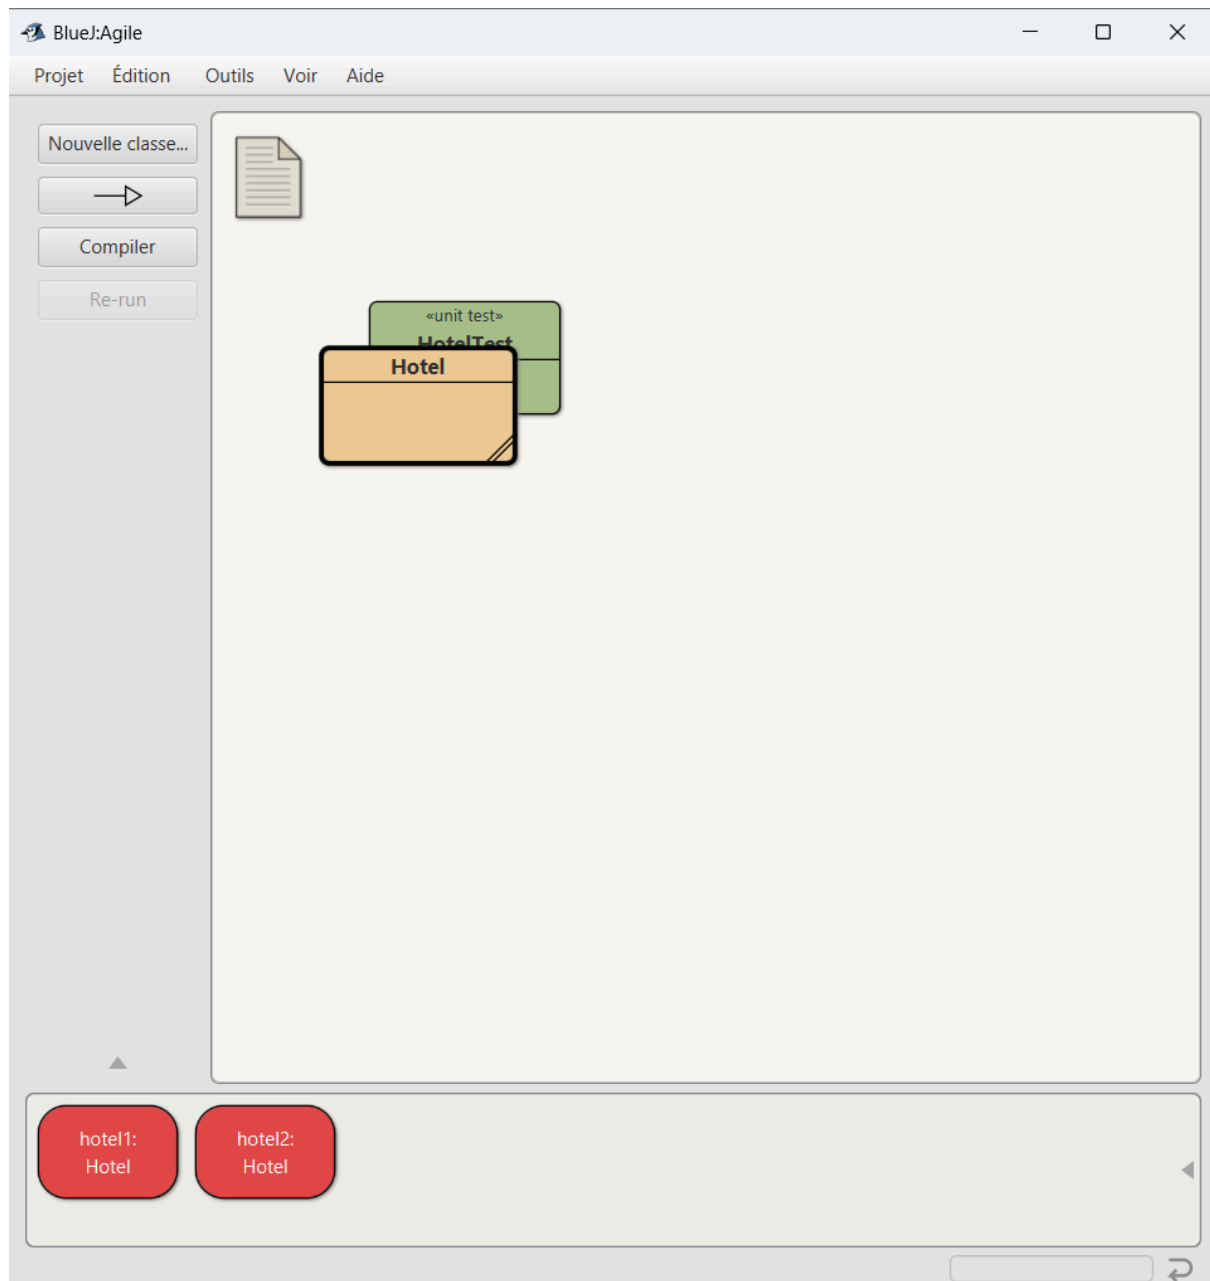 BlueJ:Agile
Projet Édition Outils Voir Aide
Nouvelle classe...
Compiler
Re-run
«unit test»
HotelTest
Hotel
hotel1:
Hotel
hotel2:
Hotel